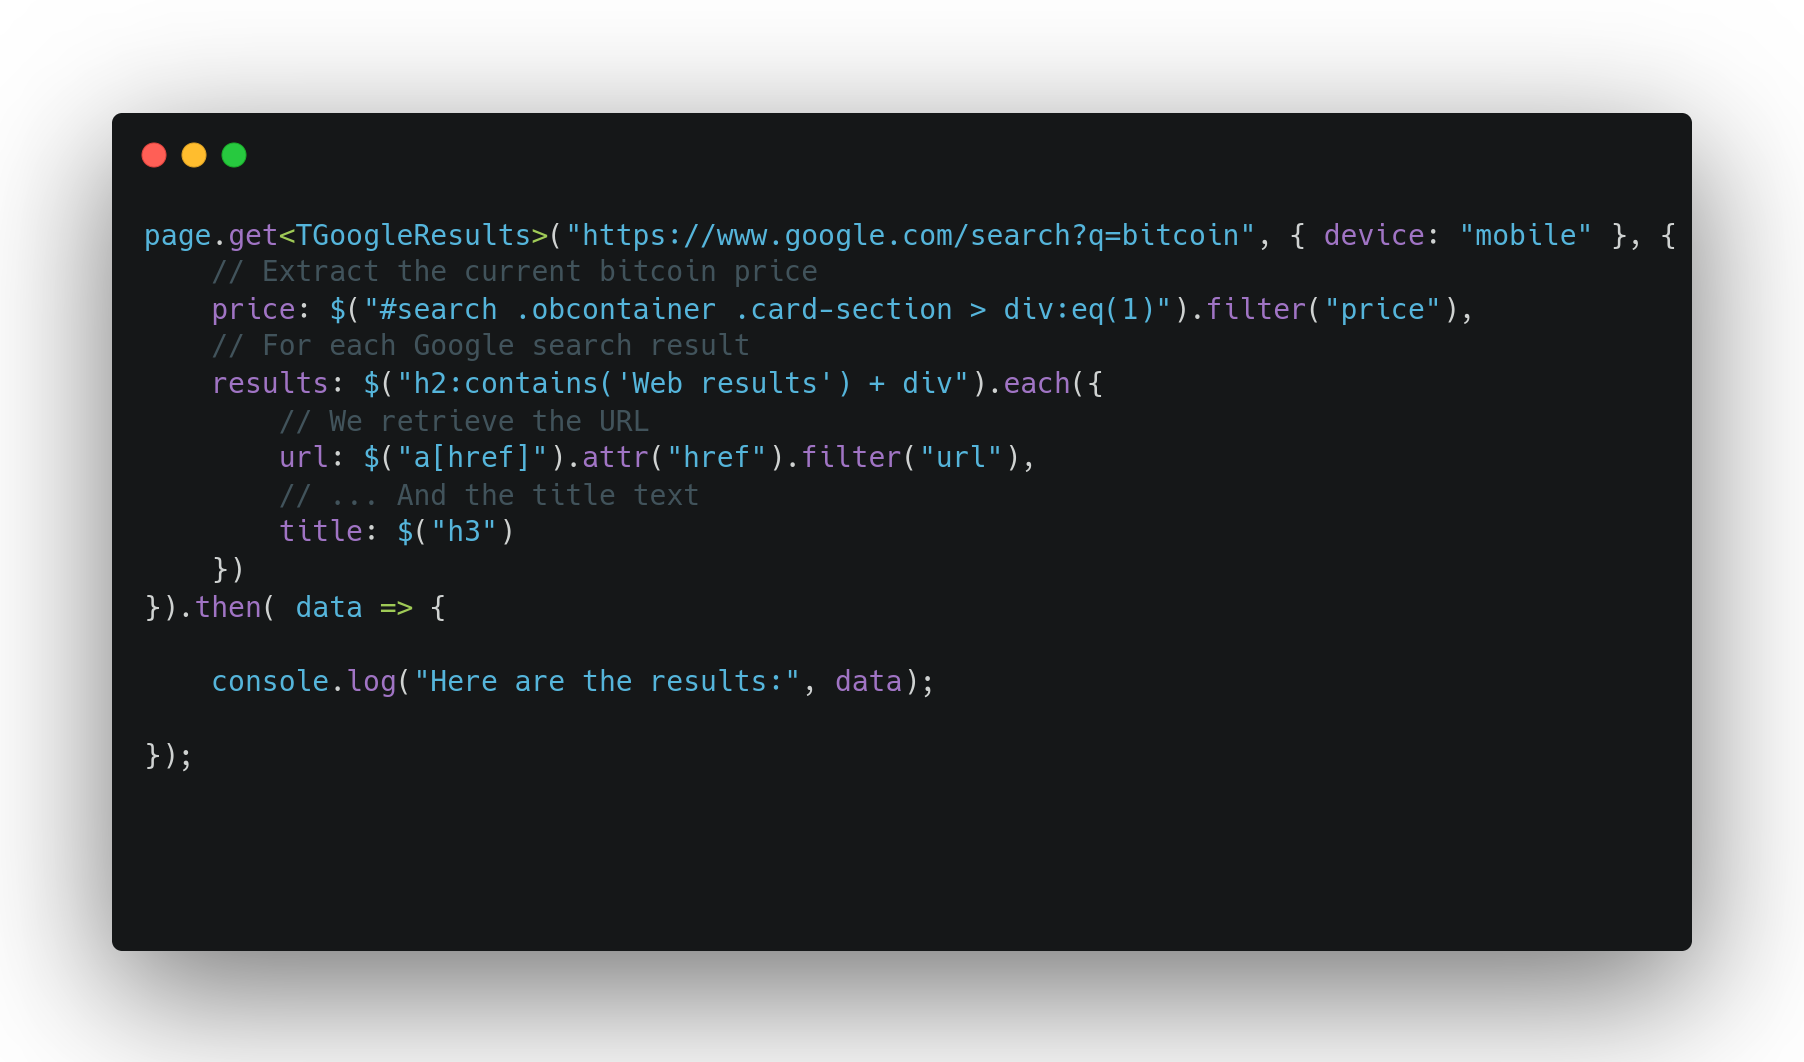 page.get<TGoogleResults>("https://www.google.com/search?q=bitcoin", { device: "mobile" }, {
    // Extract the current bitcoin price
    price: $("#search .obcontainer .card-section > div:eq(1)").filter("price"),
    // For each Google search result
    results: $("h2:contains('Web results') + div").each({
        // We retrieve the URL
        url: $("a[href]").attr("href").filter("url"),
        // ... And the title text
        title: $("h3")
    })
}).then( data => {
    console.log("Here are the results:", data);
});